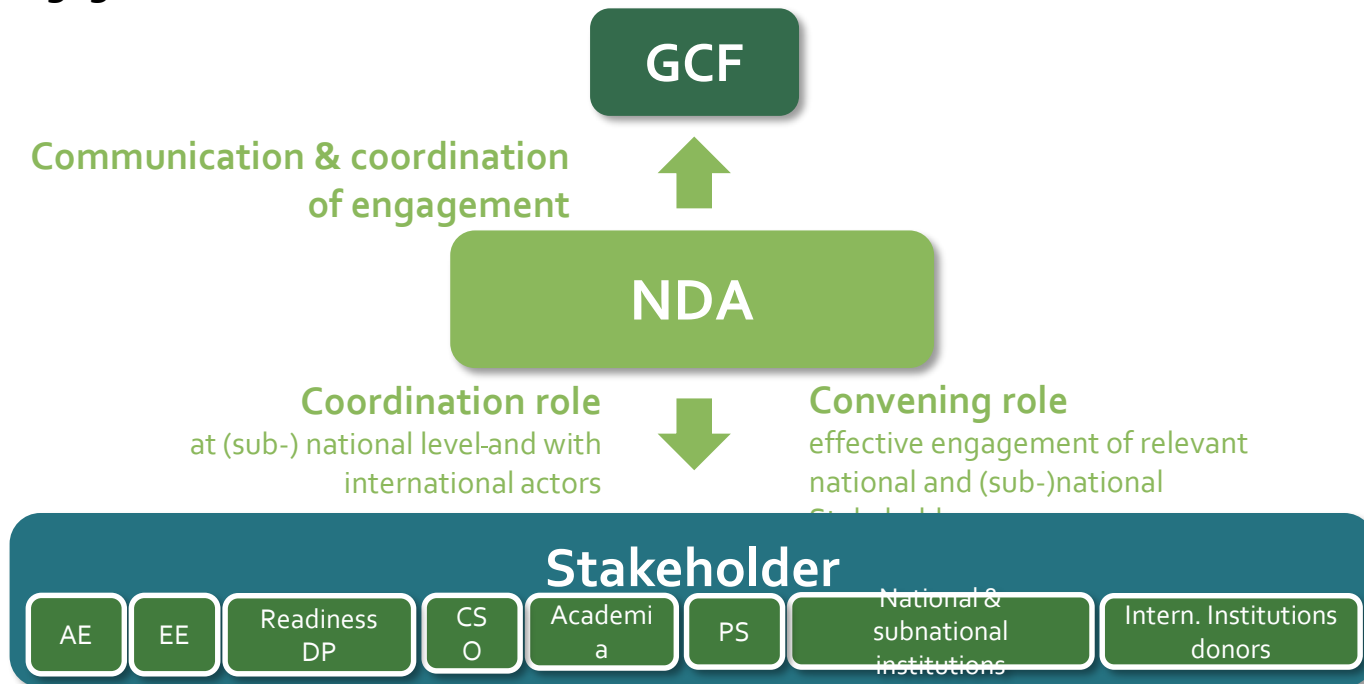 GCF
Communication & coordination
of engagement
NDA
Coordination role
at (sub-) national level-and with
international actors
Convening role
effective engagement of relevant
national and (sub-)national
Stakeholder
AE
EE
Readiness
DP
CS
O
Academi
a
PS
National &
subnational
institutions
Intern. Institutions
donors